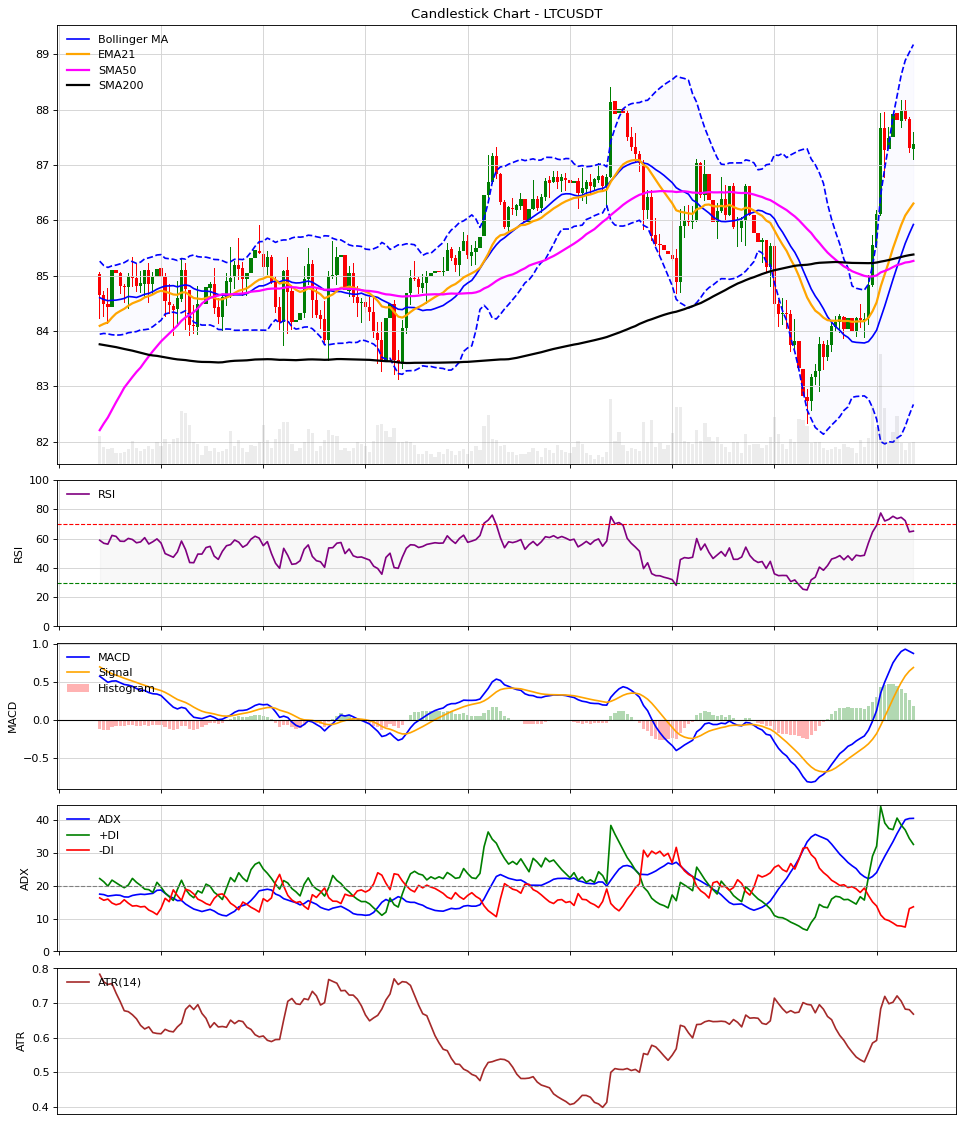 Candlestick Chart - LTCUSDT
Bollinger MA
EMA21
SMA50
SMA200
89
88
87
86
85
84
83
82
RSI
RSI
100
80
60
40
20
0
MACD
Signal
Histogram
MACD
1.0
0.5
0.0
−0.5
ADX
+DI
-DI
ADX
40
30
20
10
0
ATR(14)
ATR
0.8
0.7
0.6
0.5
0.4